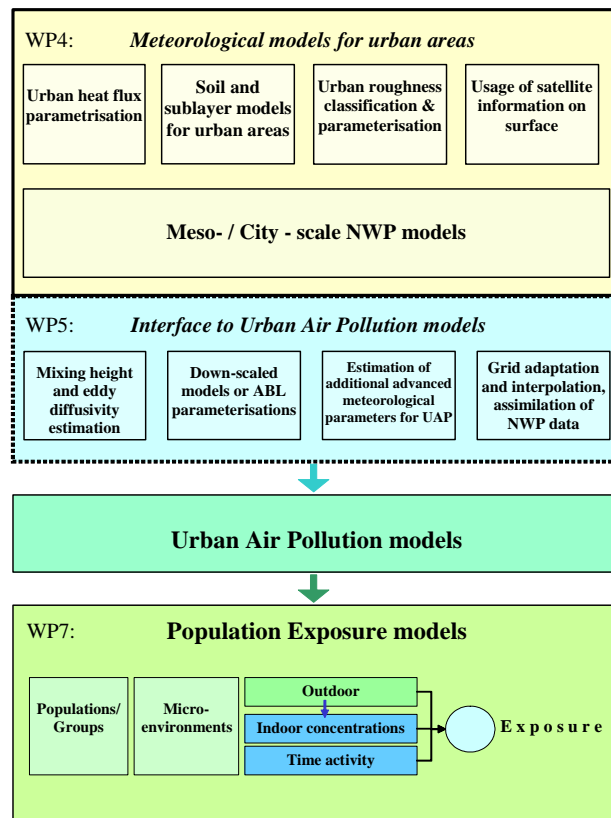 WP4: Meteorological models for urban areas
Urban heat flux
parametrisation
Soil and
sublayer models
for urban areas
Urban roughness
classification &
parameterisation
Usage of satellite
information on
surface
Meso- / City - scale NWP models
WP5: Interface to Urban Air Pollution models
Mixing height
and eddy
diffusivity
estimation
Down-scaled
models or ABL
parameterisations
Estimation of
additional advanced
meteorological
parameters for UAP
Grid adaptation
and interpolation,
assimilation of
NWP data
Urban Air Pollution models
WP7: Population Exposure models
Populations/
Groups
Micro-
environments
Outdoor
Indoor concentrations
Time activity
Exposure